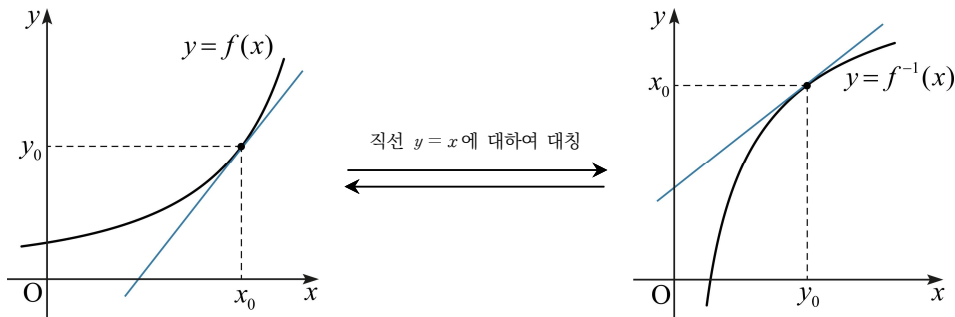 y
y = f(x)
y₀
O
x₀
x
직선 y = x에 대하여 대칭
y
x₀
y = f⁻¹(x)
O
y₀
x